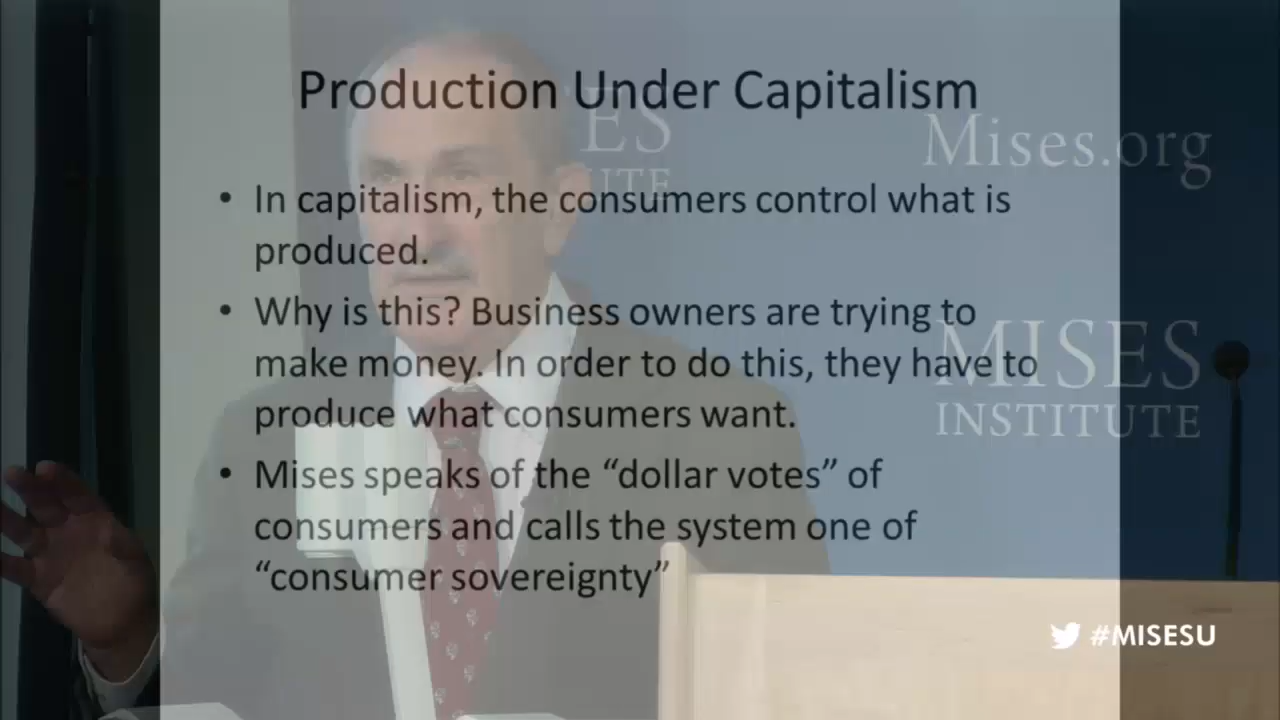 Production Under Capitalism
ES
UTE
Mises.org
• In capitalism, the consumers control what is
produced.
• Why is this? Business owners are trying to
make money. In order to do this, they have to
produce what consumers want.
MISES
INSTITUTE
• Mises speaks of the “dollar votes” of
consumers and calls the system one of
“consumer sovereignty”
#MISESU